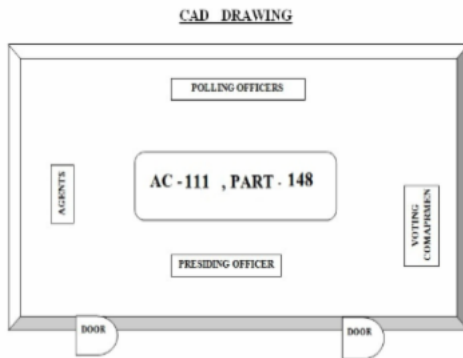 CAD DRAWING
POLLING OFFICERS
AC -111 , PART - 148
AGENTS
VOTING
COMAPRMEN
PRESIDING OFFICER
DOOR
DOOR